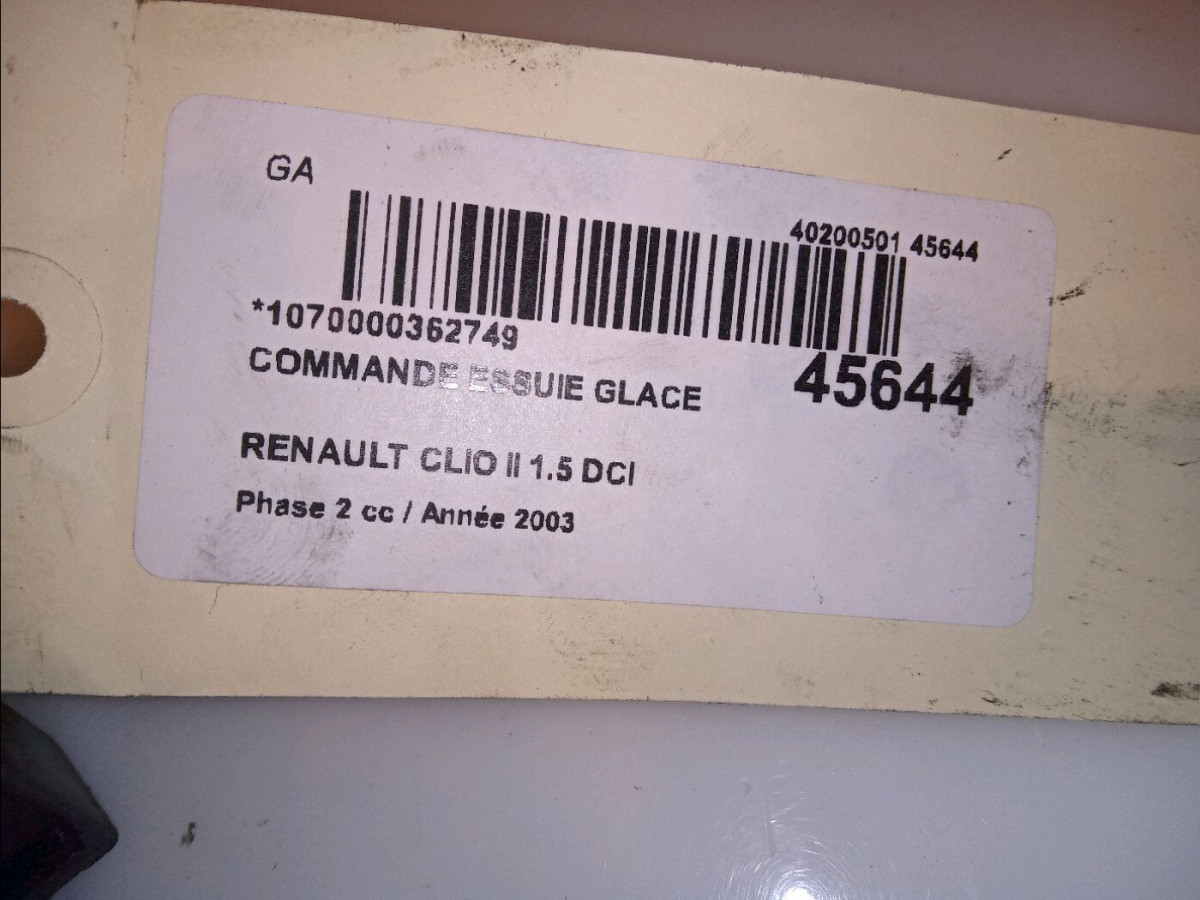 GA
40200501 45644
*1070000362749
COMMANDE ESSUIE GLACE
45644
RENAULT CLIO II 1.5 DCI
Phase 2 cc / Année 2003